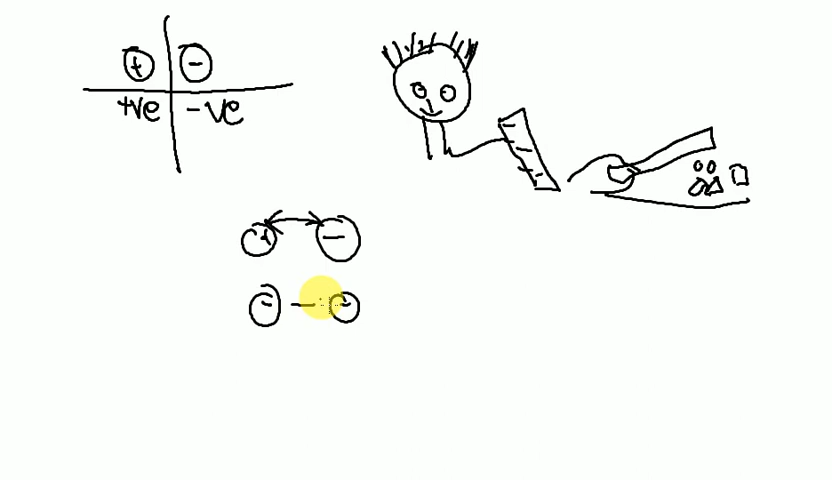 + -
+ve -ve
+ -
- -